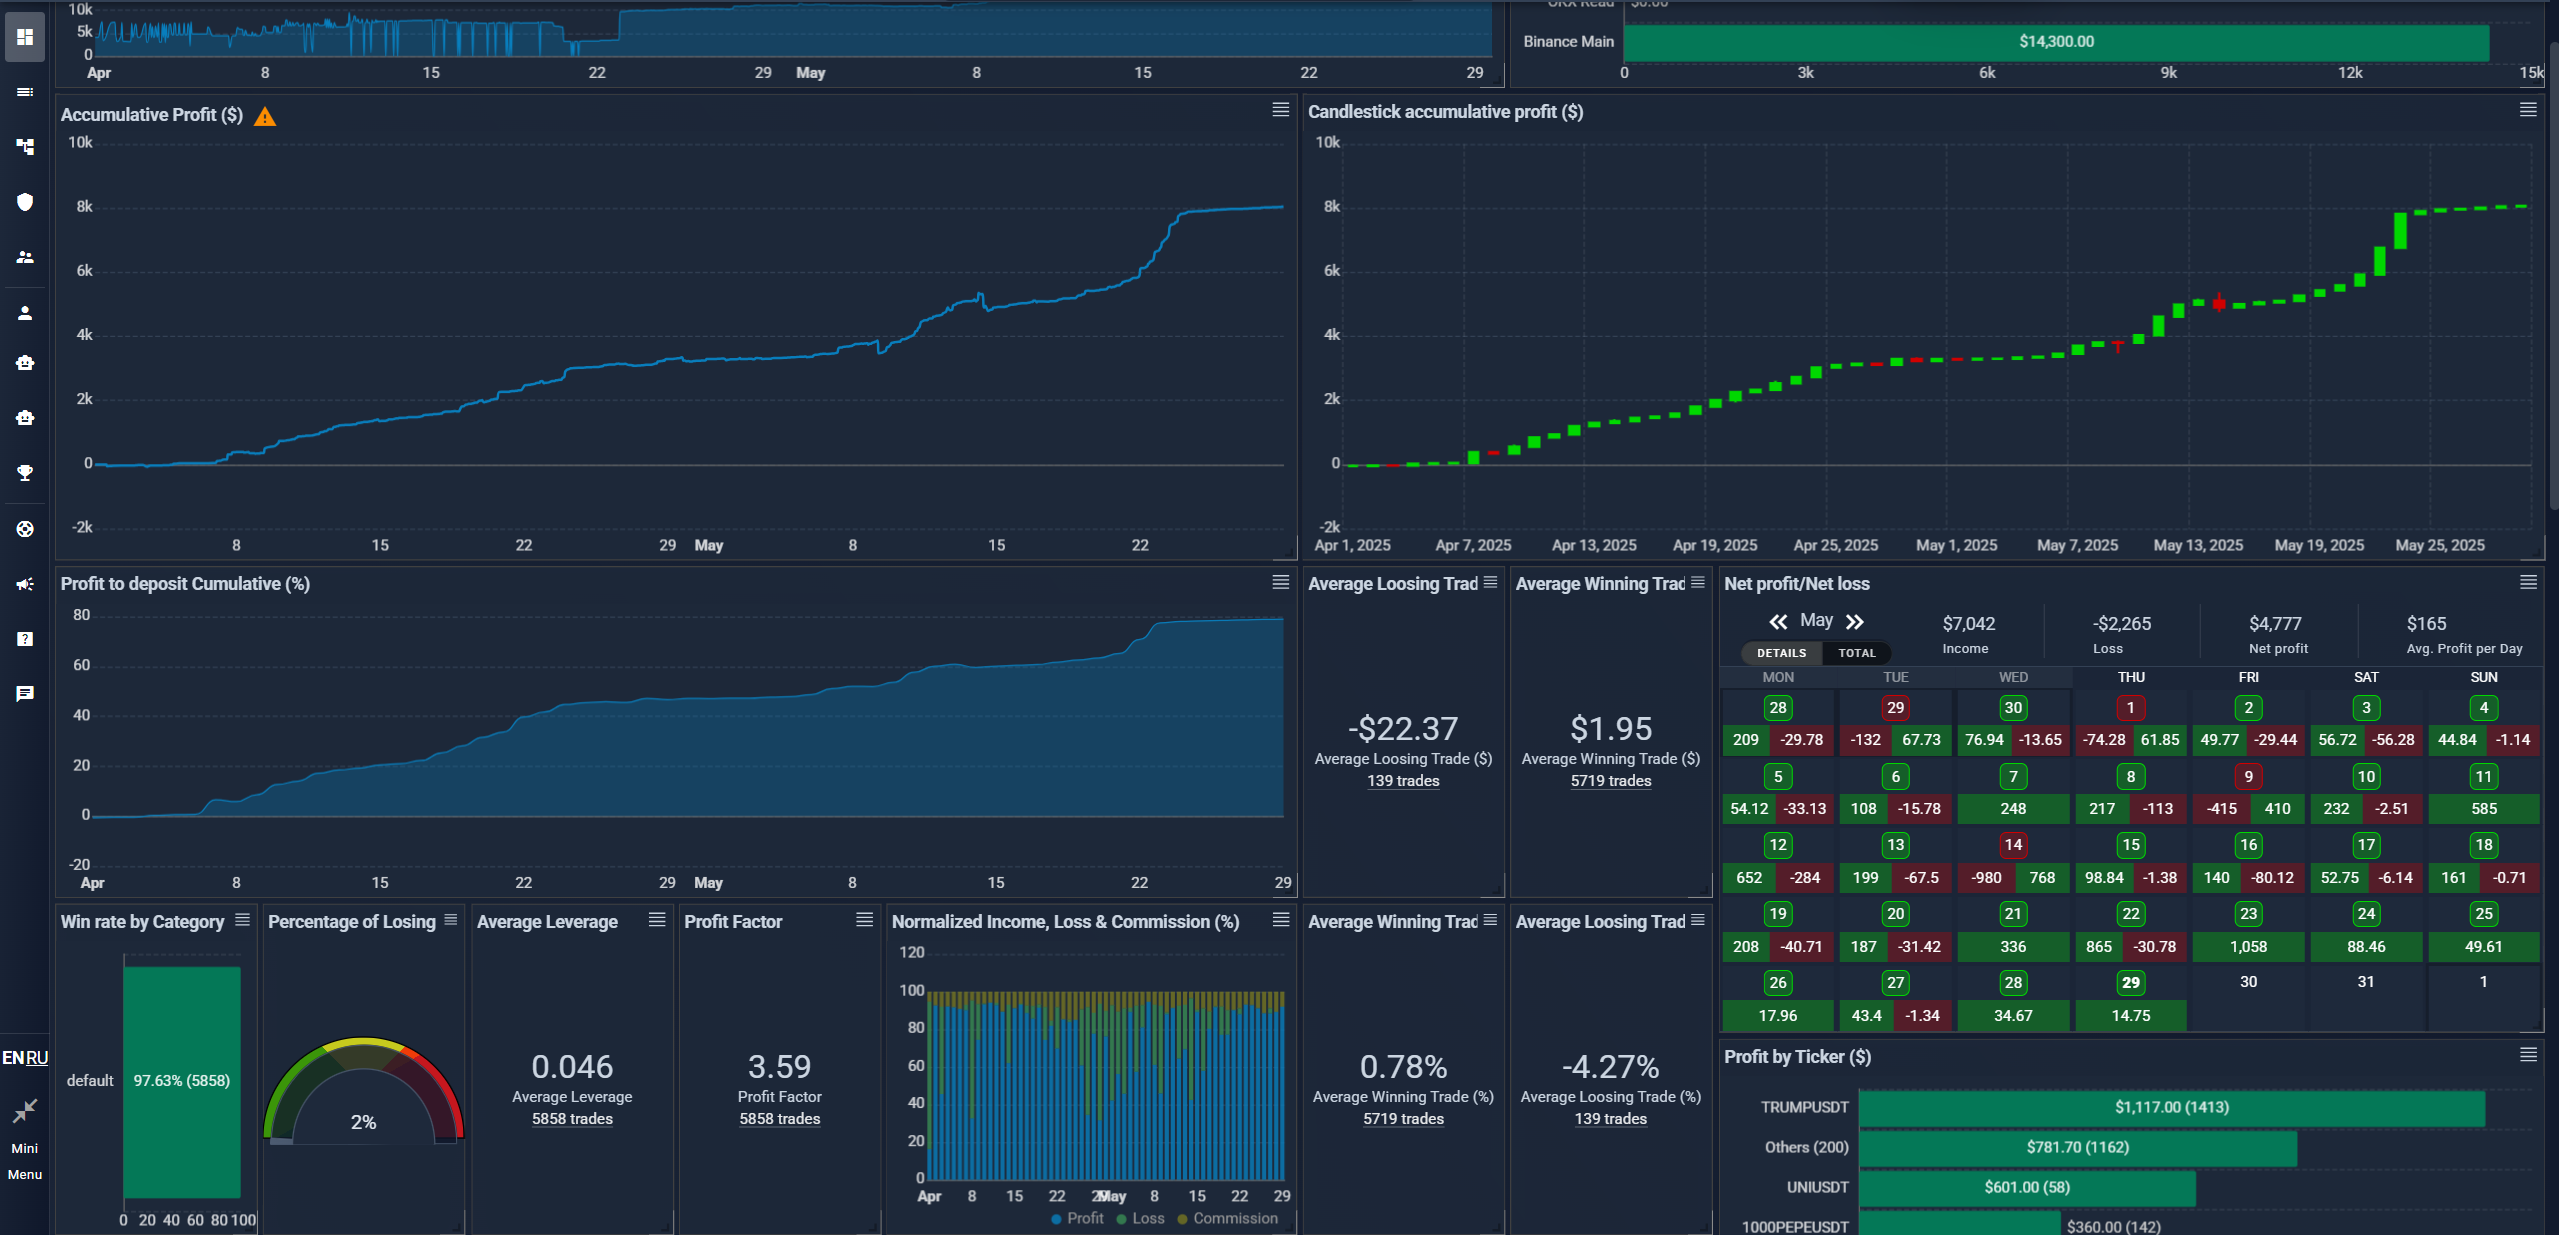 10k
5k
0
Apr 8 15 22 29 May 8 15 22 29
OKX Read $0.00
Binance Main $14,300.00
0 3k 6k 9k 12k 15k
Accumulative Profit ($)
10k
8k
6k
4k
2k
0
-2k
8 15 22 29 May 8 15 22
Candlestick accumulative profit ($)
10k
8k
6k
4k
2k
0
-2k
Apr 1, 2025 Apr 7, 2025 Apr 13, 2025 Apr 19, 2025 Apr 25, 2025 May 1, 2025 May 7, 2025 May 13, 2025 May 19, 2025 May 25, 2025
Profit to deposit Cumulative (%)
80
60
40
20
0
-20
Apr 8 15 22 29 May 8 15 22 29
Average Loosing Trad
-$22.37
Average Loosing Trade ($)
139 trades
Average Winning Trad
$1.95
Average Winning Trade ($)
5719 trades
Net profit/Net loss
May
DETAILS TOTAL
$7,042
Income
-$2,265
Loss
$4,777
Net profit
$165
Avg. Profit per Day
MON TUE WED THU FRI SAT SUN
28 29 30 1 2 3 4
209 -29.78 -132 67.73 76.94 -13.65 -74.28 61.85 49.77 -29.44 56.72 -56.28 44.84 -1.14
5 6 7 8 9 10 11
54.12 -33.13 108 -15.78 248 217 -113 -415 410 232 -2.51 585
12 13 14 15 16 17 18
652 -284 199 -67.5 -980 768 98.84 -1.38 140 -80.12 52.75 -6.14 161 -0.71
19 20 21 22 23 24 25
208 -40.71 187 -31.42 336 865 -30.78 1,058 88.46 49.61
26 27 28 29 30 31 1
17.96 43.4 -1.34 34.67 14.75
Win rate by Category
default 97.63% (5858)
0 20 40 60 80 100
Percentage of Losing
2%
Average Leverage
0.046
Average Leverage
5858 trades
Profit Factor
3.59
Profit Factor
5858 trades
Normalized Income, Loss & Commission (%)
120
100
80
60
40
20
0
Apr 8 15 22 29 May 8 15 22 29
Profit Loss Commission
Average Winning Trad
0.78%
Average Winning Trade (%)
5719 trades
Average Loosing Trad
-4.27%
Average Loosing Trade (%)
139 trades
Profit by Ticker ($)
TRUMPUSDT $1,117.00 (1413)
Others (200) $781.70 (1162)
UNIUSDT $601.00 (58)
1000PEPEUSDT $360.00 (142)
EN RU
Mini
Menu